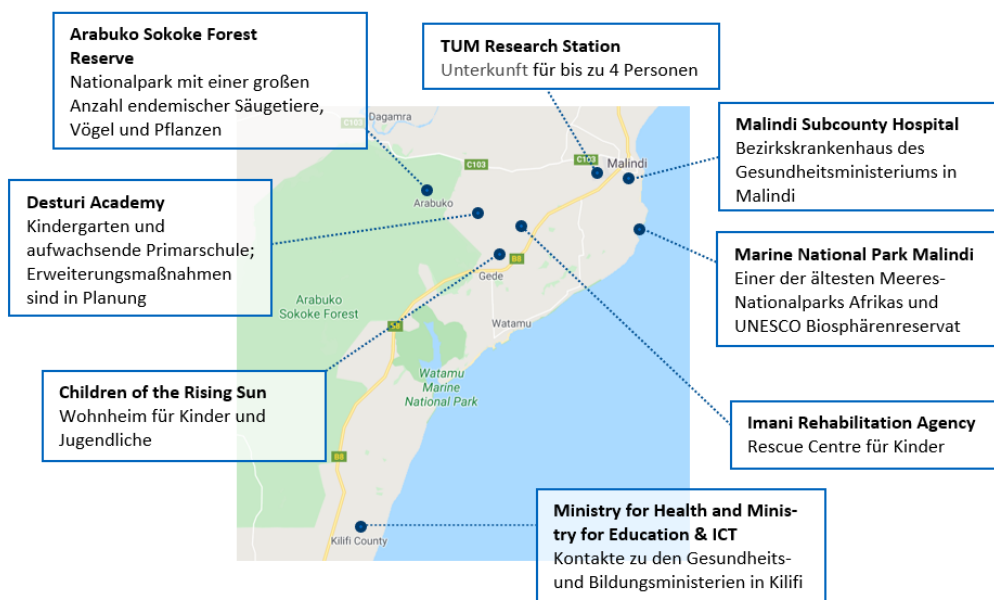 Arabuko Sokoke Forest
Reserve
Nationalpark mit einer großen
Anzahl endemischer Säugetiere,
Vögel und Pflanzen
TUM Research Station
Unterkunft für bis zu 4 Personen
Malindi Subcounty Hospital
Bezirkskrankenhaus des
Gesundheitsministeriums in
Malindi
Desturi Academy
Kindergarten und
aufwachsende Primarschule;
Erweiterungsmaßnahmen
sind in Planung
Marine National Park Malindi
Einer der ältesten Meeres-
Nationalparks Afrikas und
UNESCO Biosphärenreservat
Children of the Rising Sun
Wohnheim für Kinder und
Jugendliche
Imani Rehabilitation Agency
Rescue Centre für Kinder
Ministry for Health and Minis-
try for Education & ICT
Kontakte zu den Gesundheits-
und Bildungsministerien in Kilifi
Dagamra
C103
C103
C103
Malindi
Arabuko
B8
Gede
Arabuko
Sokoke Forest
B8
Watamu
Watamu
Marine
National Park
B8
Kilifi County